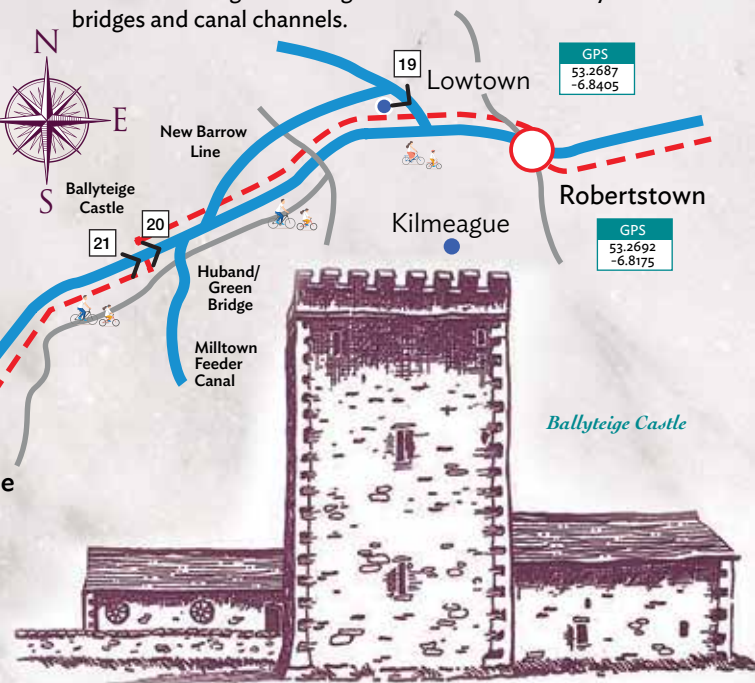 bridges and canal channels.
N
E
S
19
Lowtown
GPS
53.2687
-6.8405
New Barrow
Line
Ballyteige
Castle
20
21
Robertstown
GPS
53.2692
-6.8175
Kilmeague
Huband/
Green
Bridge
Milltown
Feeder
Canal
Ballyteige Castle
e